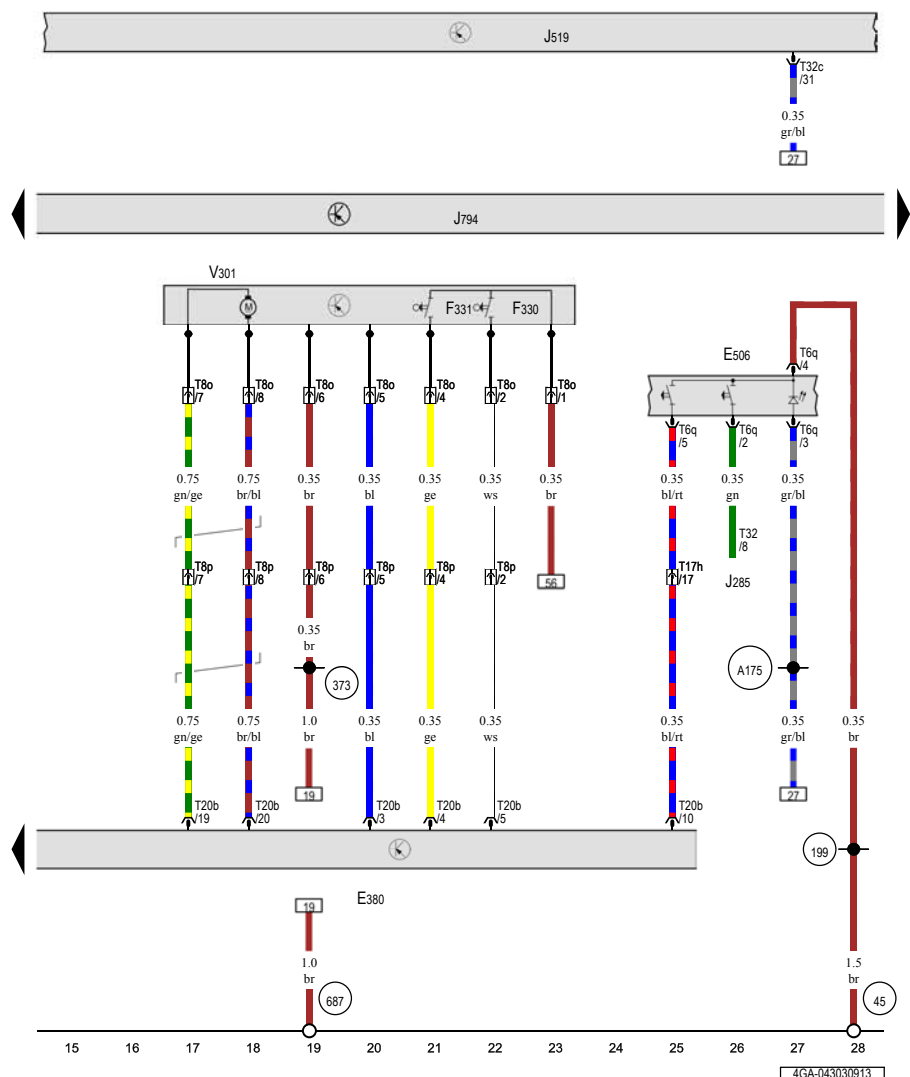 J519
T32c
/31
0.35
gr/bl
27
J794
V301
M
F331
F330
E506
T6q
/4
T8o
/7
T8o
/8
T8o
/6
T8o
/5
T8o
/4
T8o
/2
T8o
/1
T6q
/5
T6q
/2
T6q
/3
0.75
gn/ge
0.75
br/bl
0.35
br
0.35
bl
0.35
ge
0.35
ws
0.35
br
0.35
bl/rt
0.35
gn
0.35
gr/bl
T32
/8
T8p
/7
T8p
/8
T8p
/6
T8p
/5
T8p
/4
T8p
/2
56
T17h
/17
J285
0.35
br
373
A175
0.75
gn/ge
0.75
br/bl
1.0
br
0.35
bl
0.35
ge
0.35
ws
0.35
bl/rt
0.35
gr/bl
0.35
br
19
27
T20b
/19
T20b
/20
T20b
/3
T20b
/4
T20b
/5
T20b
/10
199
E380
19
1.0
br
1.5
br
687
45
15 16 17 18 19 20 21 22 23 24 25 26 27 28
4GA-043030913